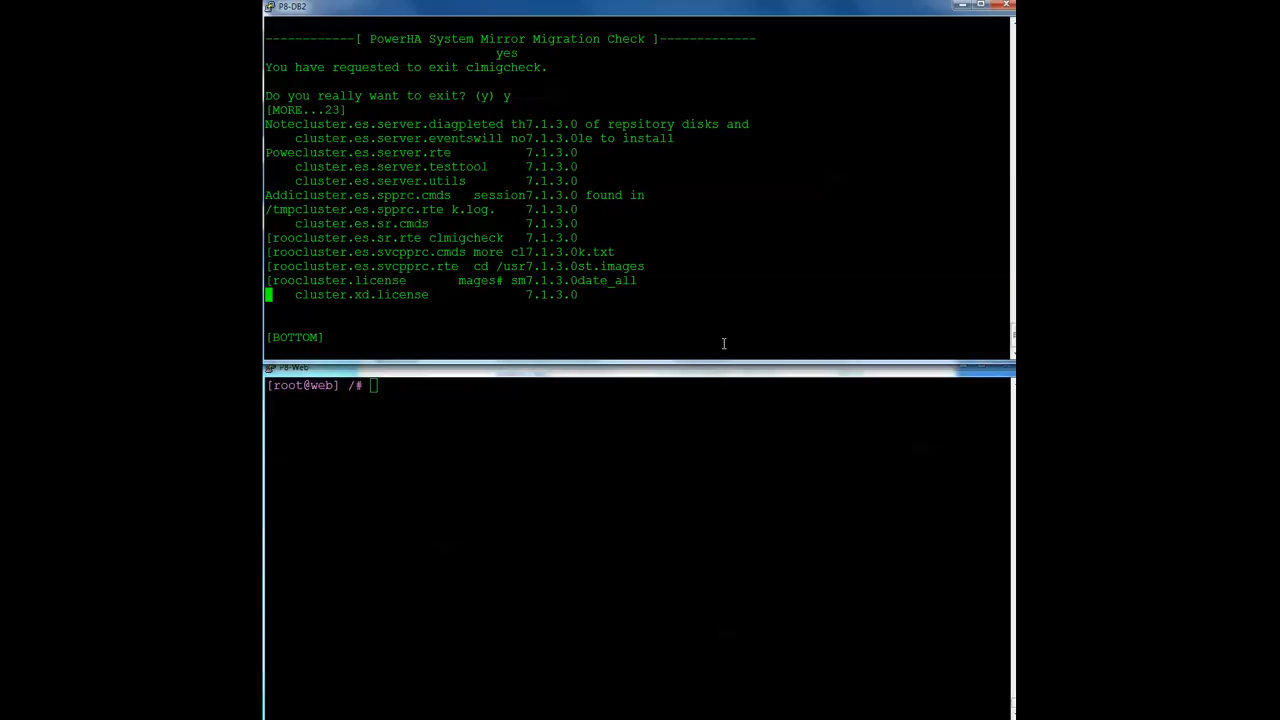 P8-DB2
------------[ PowerHA System Mirror Migration Check ]-------------
yes
You have requested to exit clmigcheck.
Do you really want to exit? (y) y
[MORE...23]
Notecluster.es.server.diagpleted th7.1.3.0 of repsitory disks and
cluster.es.server.eventswill no7.1.3.0le to install
Powecluster.es.server.rte 7.1.3.0
cluster.es.server.testtool 7.1.3.0
cluster.es.server.utils 7.1.3.0
Addicluster.es.spprc.cmds session7.1.3.0 found in
/tmpcluster.es.spprc.rte k.log. 7.1.3.0
cluster.es.sr.cmds 7.1.3.0
[roocluster.es.sr.rte clmigcheck 7.1.3.0
[roocluster.es.svcpprc.cmds more cl7.1.3.0k.txt
[roocluster.es.svcpprc.rte cd /usr7.1.3.0st.images
[roocluster.license mages# sm7.1.3.0date_all
cluster.xd.license 7.1.3.0
[BOTTOM]
P8-Web
[root@web] /#